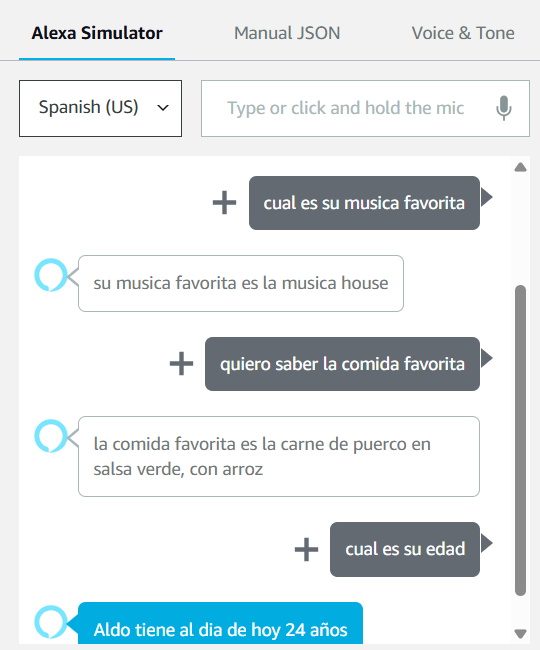 Alexa Simulator
Manual JSON
Voice & Tone
Spanish (US)
Type or click and hold the mic
cual es su musica favorita
su musica favorita es la musica house
quiero saber la comida favorita
la comida favorita es la carne de puerco en
salsa verde, con arroz
cual es su edad
Aldo tiene al dia de hoy 24 años